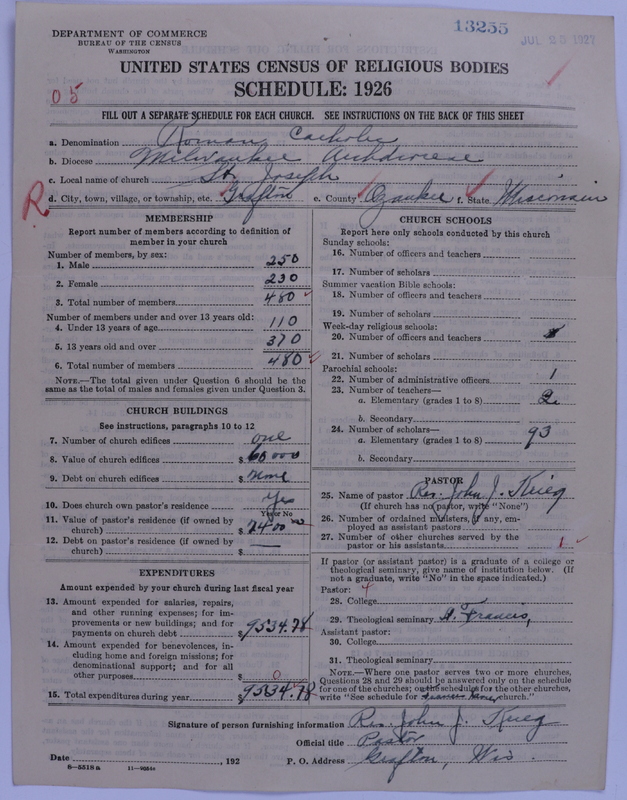 DEPARTMENT OF COMMERCE
BUREAU OF THE CENSUS
WASHINGTON
13255
JUL 25 1927
UNITED STATES CENSUS OF RELIGIOUS BODIES
SCHEDULE: 1926
05
FILL OUT A SEPARATE SCHEDULE FOR EACH CHURCH. SEE INSTRUCTIONS ON THE BACK OF THIS SHEET
a. Denomination Roman Catholic
b. Diocese Milwaukee Archdiocese
c. Local name of church St. Joseph
R
d. City, town, village, or township, etc. Grafton e. County Ozaukee f. State Wisconsin
MEMBERSHIP
Report number of members according to definition of
member in your church
Number of members, by sex:
1. Male 250
2. Female 230
3. Total number of members 480
Number of members under and over 13 years old:
4. Under 13 years of age 110
5. 13 years old and over 370
6. Total number of members 480
NOTE.—The total given under Question 6 should be the
same as the total of males and females given under Question 3.
CHURCH BUILDINGS
See instructions, paragraphs 10 to 12
7. Number of church edifices one
8. Value of church edifices $ 60000
9. Debt on church edifices $ None
10. Does church own pastor's residence Yes
Yes or No
11. Value of pastor's residence (if owned by
church) $
12. Debt on pastor's residence (if owned by
church) $ —
EXPENDITURES
Amount expended by your church during last fiscal year
13. Amount expended for salaries, repairs,
and other running expenses; for im-
provements or new buildings; and for
payments on church debt $ 9534.78
14. Amount expended for benevolences, in-
cluding home and foreign missions; for
denominational support; and for all
other purposes $ 0
15. Total expenditures during year $ 9534.78
CHURCH SCHOOLS
Report here only schools conducted by this church
Sunday schools:
16. Number of officers and teachers
17. Number of scholars
Summer vacation Bible schools:
18. Number of officers and teachers
19. Number of scholars
Week-day religious schools:
20. Number of officers and teachers
21. Number of scholars
Parochial schools:
22. Number of administrative officers 1
23. Number of teachers—
a. Elementary (grades 1 to 8) 2
b. Secondary
24. Number of scholars—
a. Elementary (grades 1 to 8) 93
b. Secondary
PASTOR
25. Name of pastor Rev. John J. Krieg
(If church has no pastor, write "None")
26. Number of ordained ministers, if any, em-
ployed as assistant pastors
27. Number of other churches served by the
pastor or his assistants 1
If pastor (or assistant pastor) is a graduate of a college or
theological seminary, give name of institution below. (If
not a graduate, write "No" in the space indicated.)
Pastor:
28. College
29. Theological seminary St. Francis,
Assistant pastor:
30. College
31. Theological seminary
NOTE.—Where one pastor serves two or more churches,
Questions 28 and 29 should be answered only on the schedule
for one of the churches; on the schedules for the other churches,
write "See schedule for church."
Signature of person furnishing information Rev. John J. Krieg
Official title Pastor
Date , 192 P. O. Address Grafton, Wis.
8—5518 a